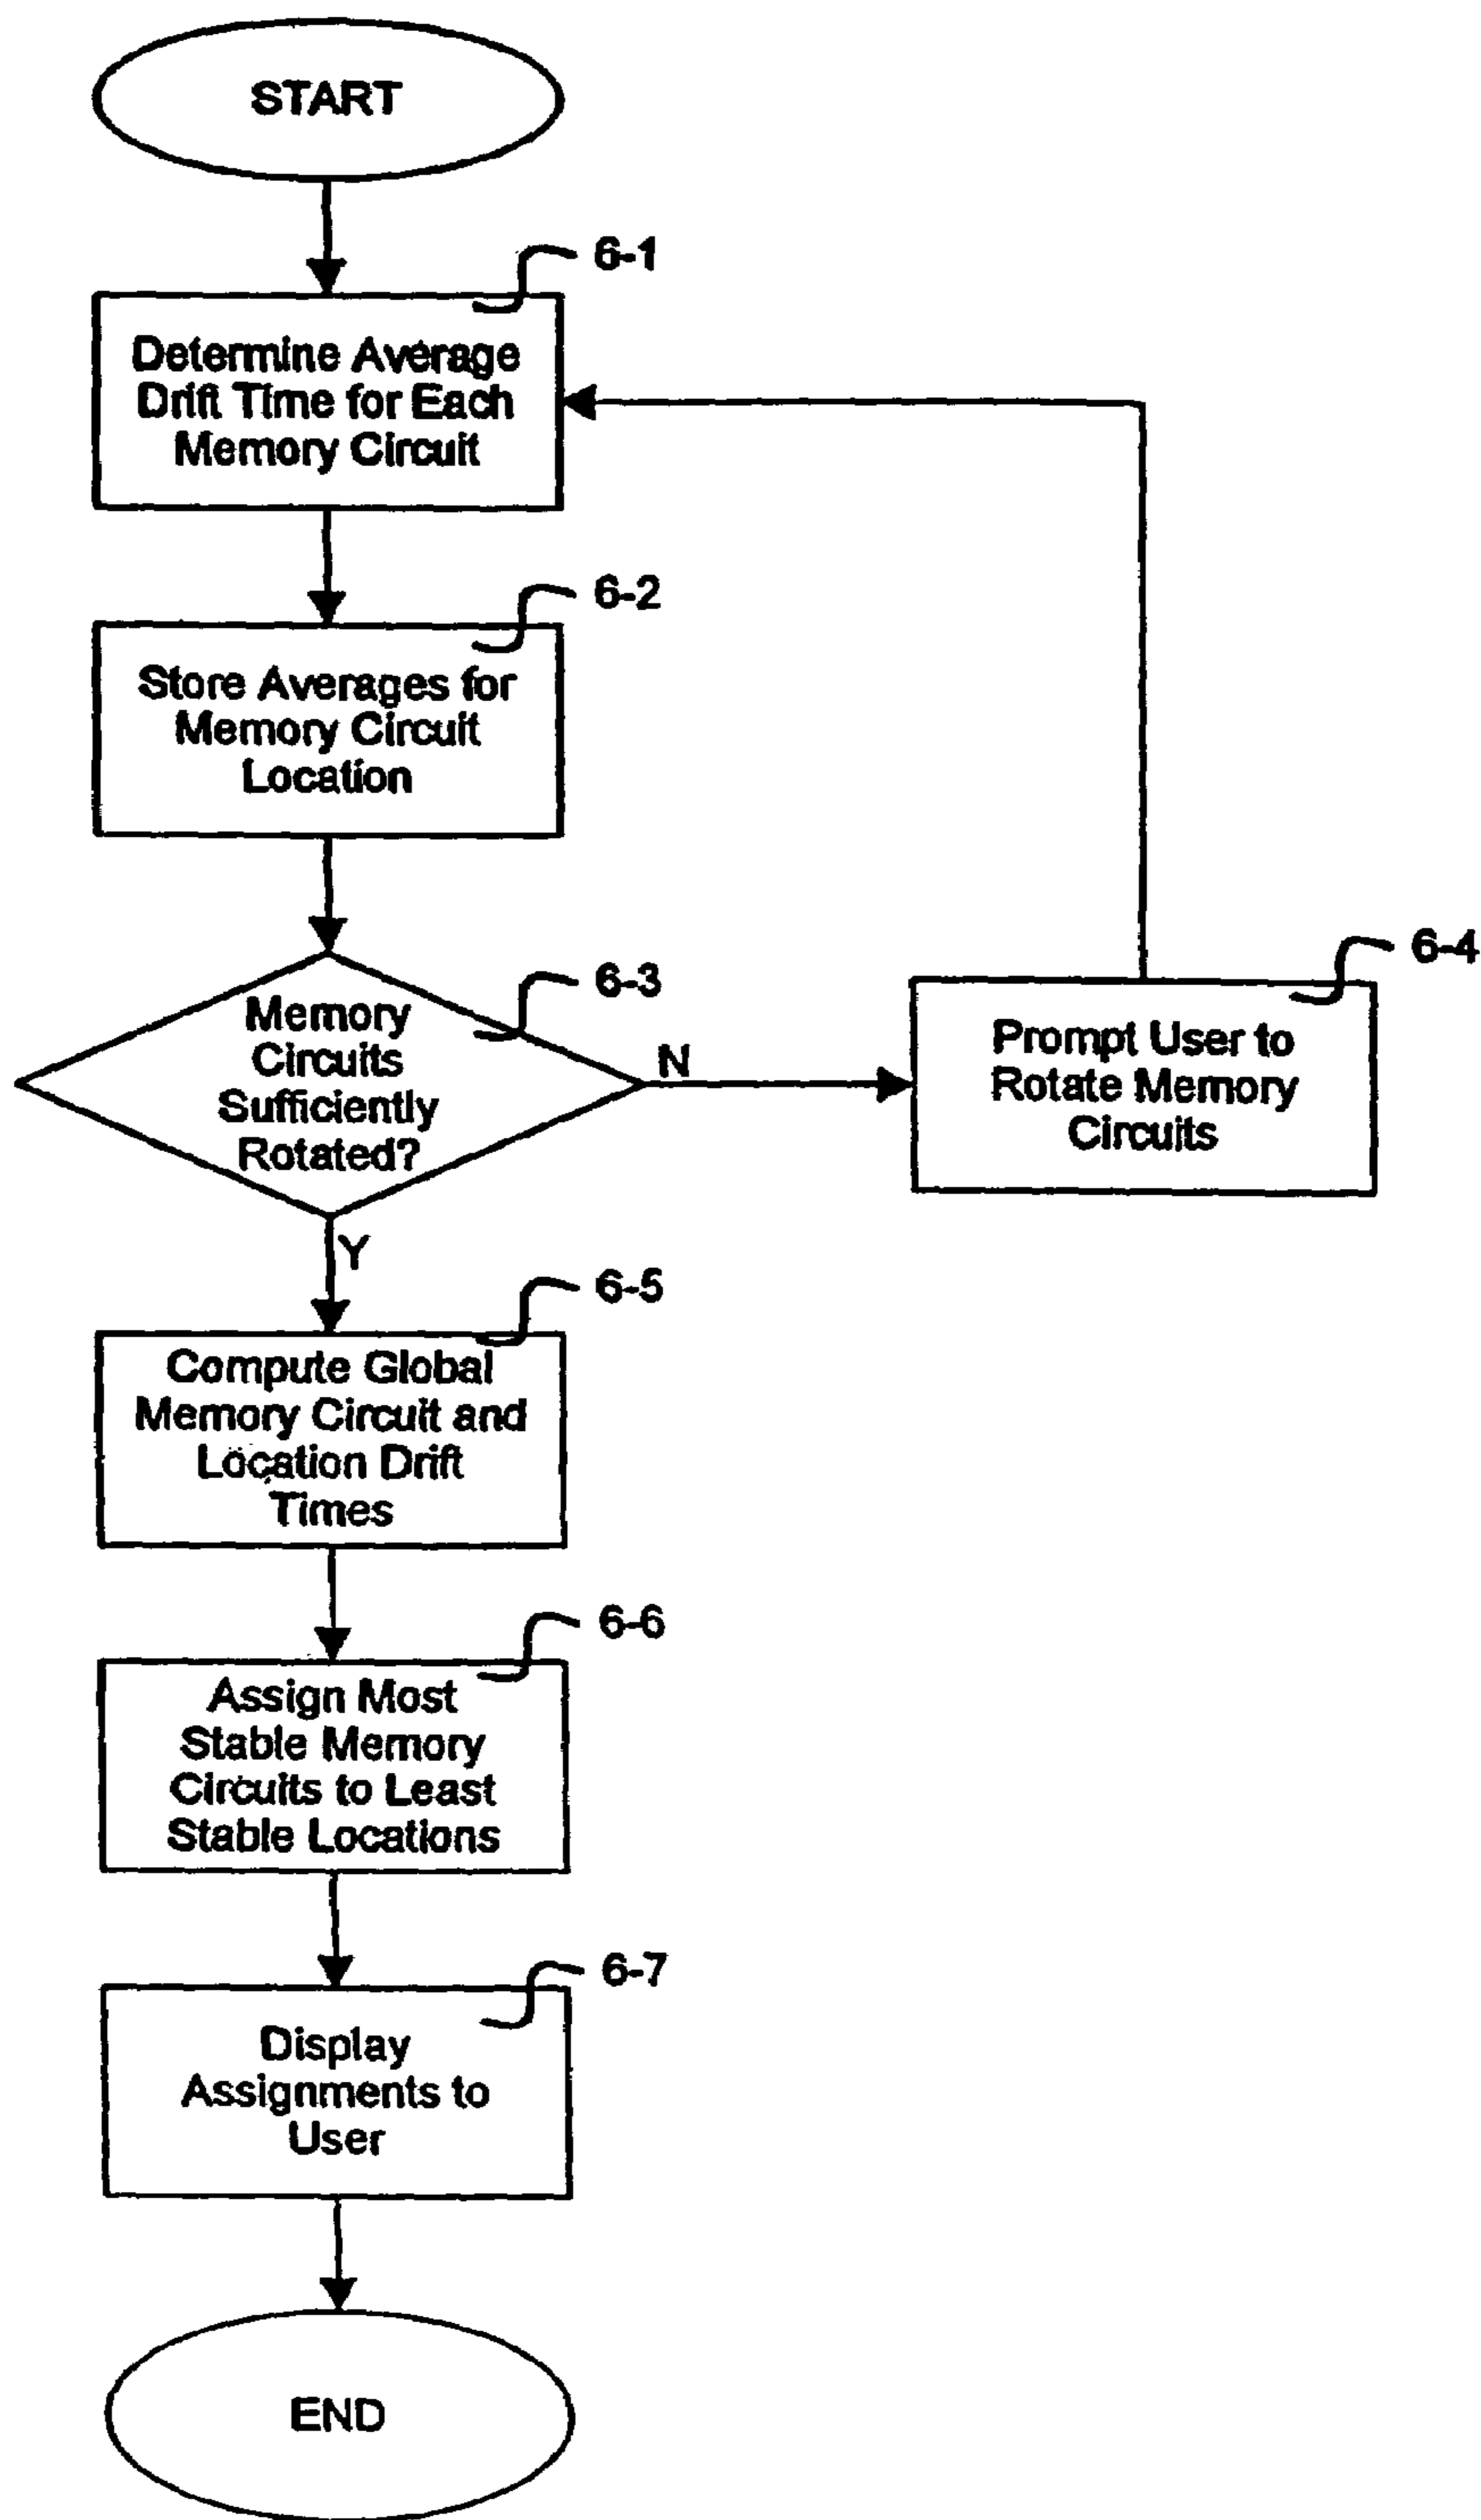 START
6-1
Determine Average
Drift Time for Each
Memory Circuit
6-2
Store Averages for
Memory Circuit
Location
6-3
Memory
Circuits
Sufficiently
Rotated?
N
6-4
Prompt User to
Rotate Memory
Circuits
Y
6-5
Compute Global
Memory Circuit and
Location Drift
Times
6-6
Assign Most
Stable Memory
Circuits to Least
Stable Locations
6-7
Display
Assignments to
User
END